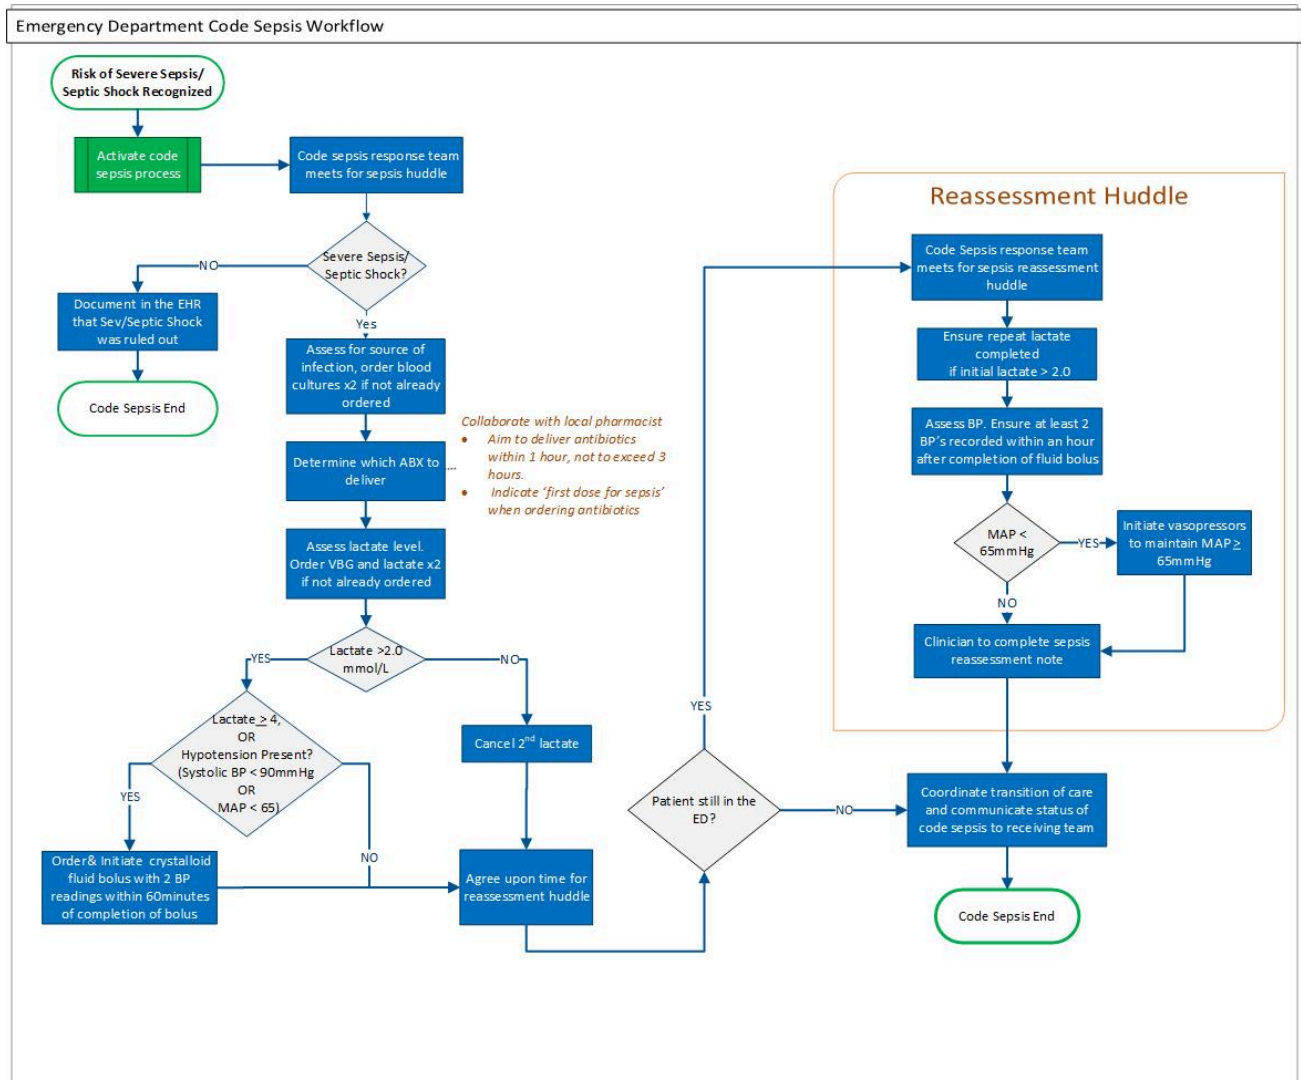 Emergency Department Code Sepsis Workflow
Risk of Severe Sepsis/
Septic Shock Recognized
Activate code
sepsis process
Code sepsis response team
meets for sepsis huddle
Severe Sepsis/
Septic Shock?
NO
Document in the EHR
that Sev/Septic Shock
was ruled out
Code Sepsis End
Yes
Assess for source of
infection, order blood
cultures x2 if not already
ordered
Determine which ABX to
deliver
....
Collaborate with local pharmacist
• Aim to deliver antibiotics
within 1 hour, not to exceed 3
hours.
• Indicate ‘first dose for sepsis’
when ordering antibiotics
Assess lactate level.
Order VBG and lactate x2
if not already ordered
Lactate >2.0
mmol/L
YES
NO
Lactate ≥ 4,
OR
Hypotension Present?
(Systolic BP < 90mmHg
OR
MAP < 65)
YES
NO
Cancel 2nd lactate
Order& Initiate crystalloid
fluid bolus with 2 BP
readings within 60minutes
of completion of bolus
Agree upon time for
reassessment huddle
Patient still in the
ED?
YES
NO
Reassessment Huddle
Code Sepsis response team
meets for sepsis reassessment
huddle
Ensure repeat lactate
completed
if initial lactate > 2.0
Assess BP. Ensure at least 2
BP’s recorded within an hour
after completion of fluid bolus
MAP <
65mmHg
YES
Initiate vasopressors
to maintain MAP ≥
65mmHg
NO
Clinician to complete sepsis
reassessment note
Coordinate transition of care
and communicate status of
code sepsis to receiving team
Code Sepsis End